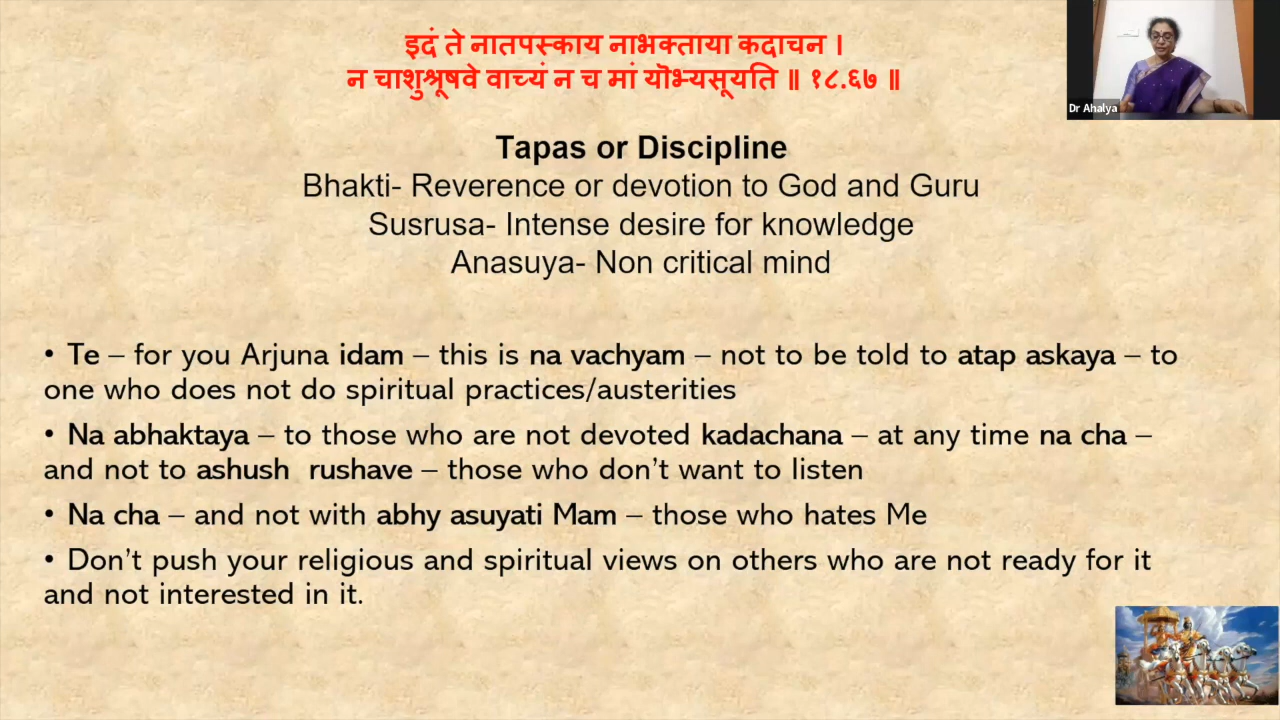 इदं ते नातपस्काय नाभक्ताया कदाचन ।
न चाशुश्रूषवे वाच्यं न च मां यॊभ्यसूयति ॥ १८.६७ ॥
Dr Ahalya
Tapas or Discipline
Bhakti- Reverence or devotion to God and Guru
Susrusa- Intense desire for knowledge
Anasuya- Non critical mind
• Te – for you Arjuna idam – this is na vachyam – not to be told to atap askaya – to
one who does not do spiritual practices/austerities
• Na abhaktaya – to those who are not devoted kadachana – at any time na cha –
and not to ashush rushave – those who don’t want to listen
• Na cha – and not with abhy asuyati Mam – those who hates Me
• Don’t push your religious and spiritual views on others who are not ready for it
and not interested in it.